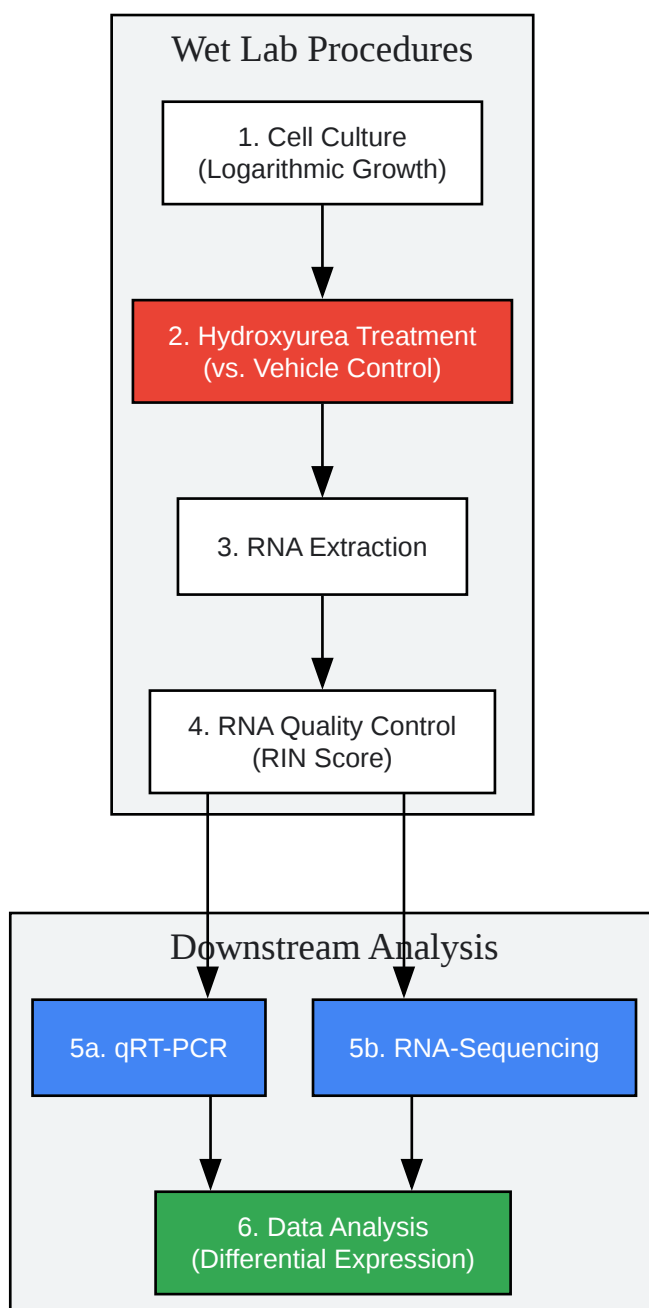 Wet Lab Procedures
1. Cell Culture
(Logarithmic Growth)
2. Hydroxyurea Treatment
(vs. Vehicle Control)
3. RNA Extraction
4. RNA Quality Control
(RIN Score)
Downstream Analysis
5a. qRT-PCR
5b. RNA-Sequencing
6. Data Analysis
(Differential Expression)